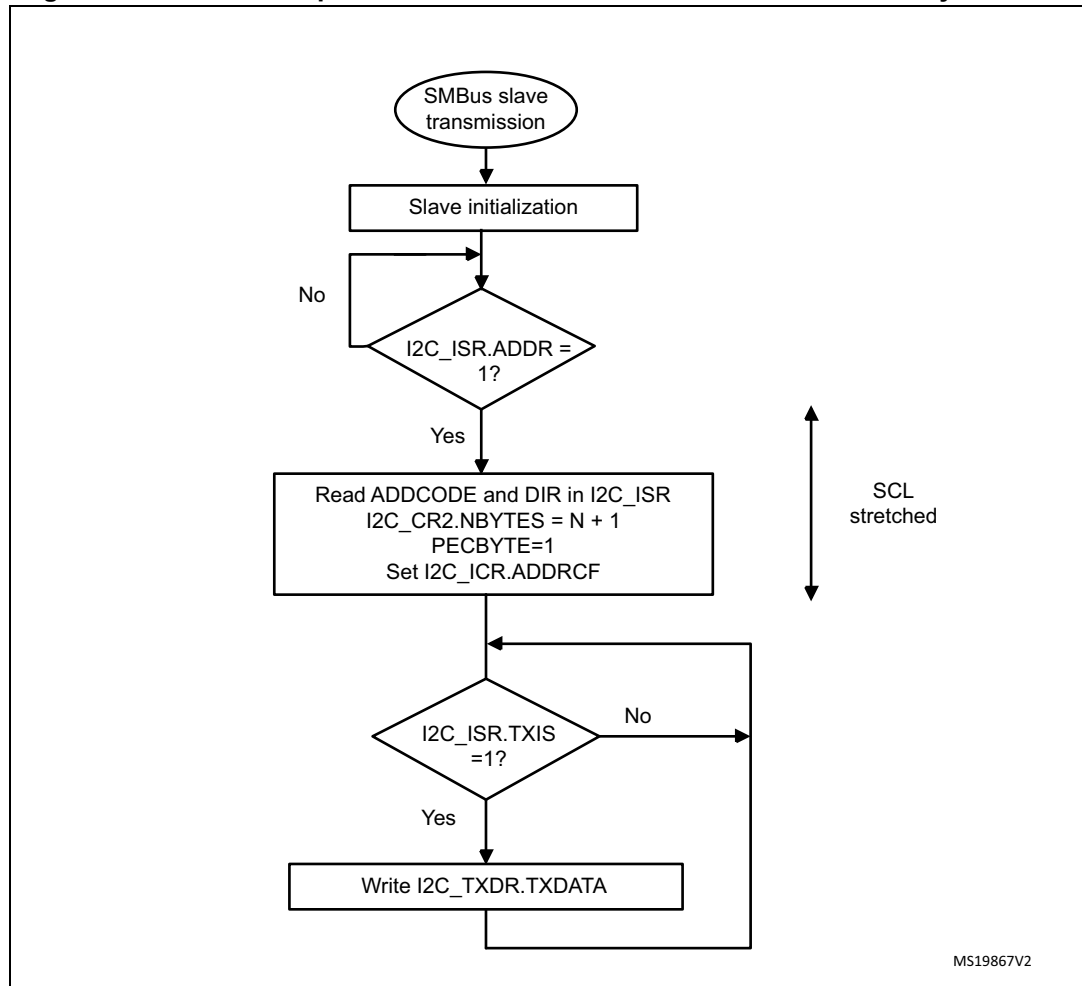 SMBus slave
transmission
Slave initialization
No
I2C_ISR.ADDR =
1?
Yes
Read ADDCODE and DIR in I2C_ISR
I2C_CR2.NBYTES = N + 1
PECBYTE=1
Set I2C_ICR.ADDRCF
SCL
stretched
I2C_ISR.TXIS
=1?
No
Yes
Write I2C_TXDR.TXDATA
MS19867V2